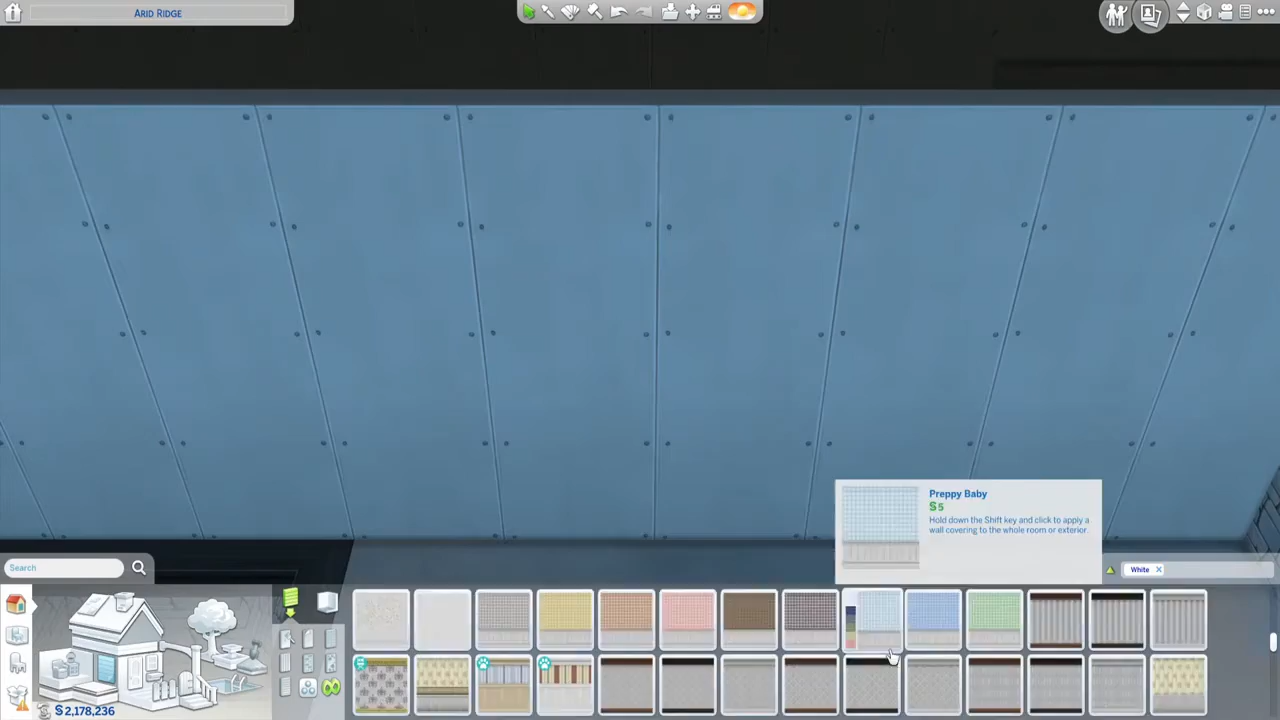 ARID RIDGE
Preppy Baby
$5
Hold down the Shift key and click to apply a
wall covering to the whole room or exterior.
Search
White
$2,178,236